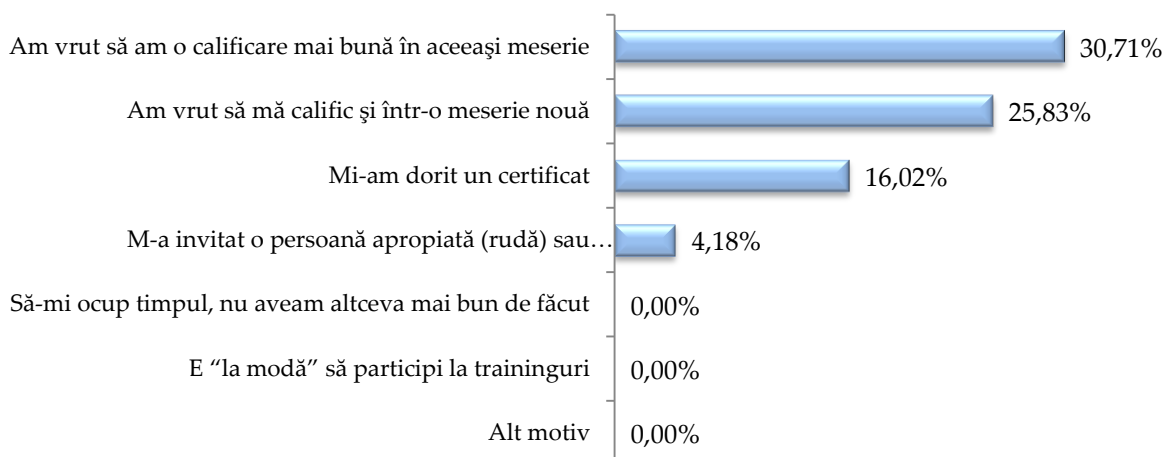 Am vrut să am o calificare mai bună în aceeaşi meserie 30,71%
Am vrut să mă calific şi într-o meserie nouă 25,83%
Mi-am dorit un certificat 16,02%
M-a invitat o persoană apropiată (rudă) sau… 4,18%
Să-mi ocup timpul, nu aveam altceva mai bun de făcut 0,00%
E “la modă” să participi la traininguri 0,00%
Alt motiv 0,00%